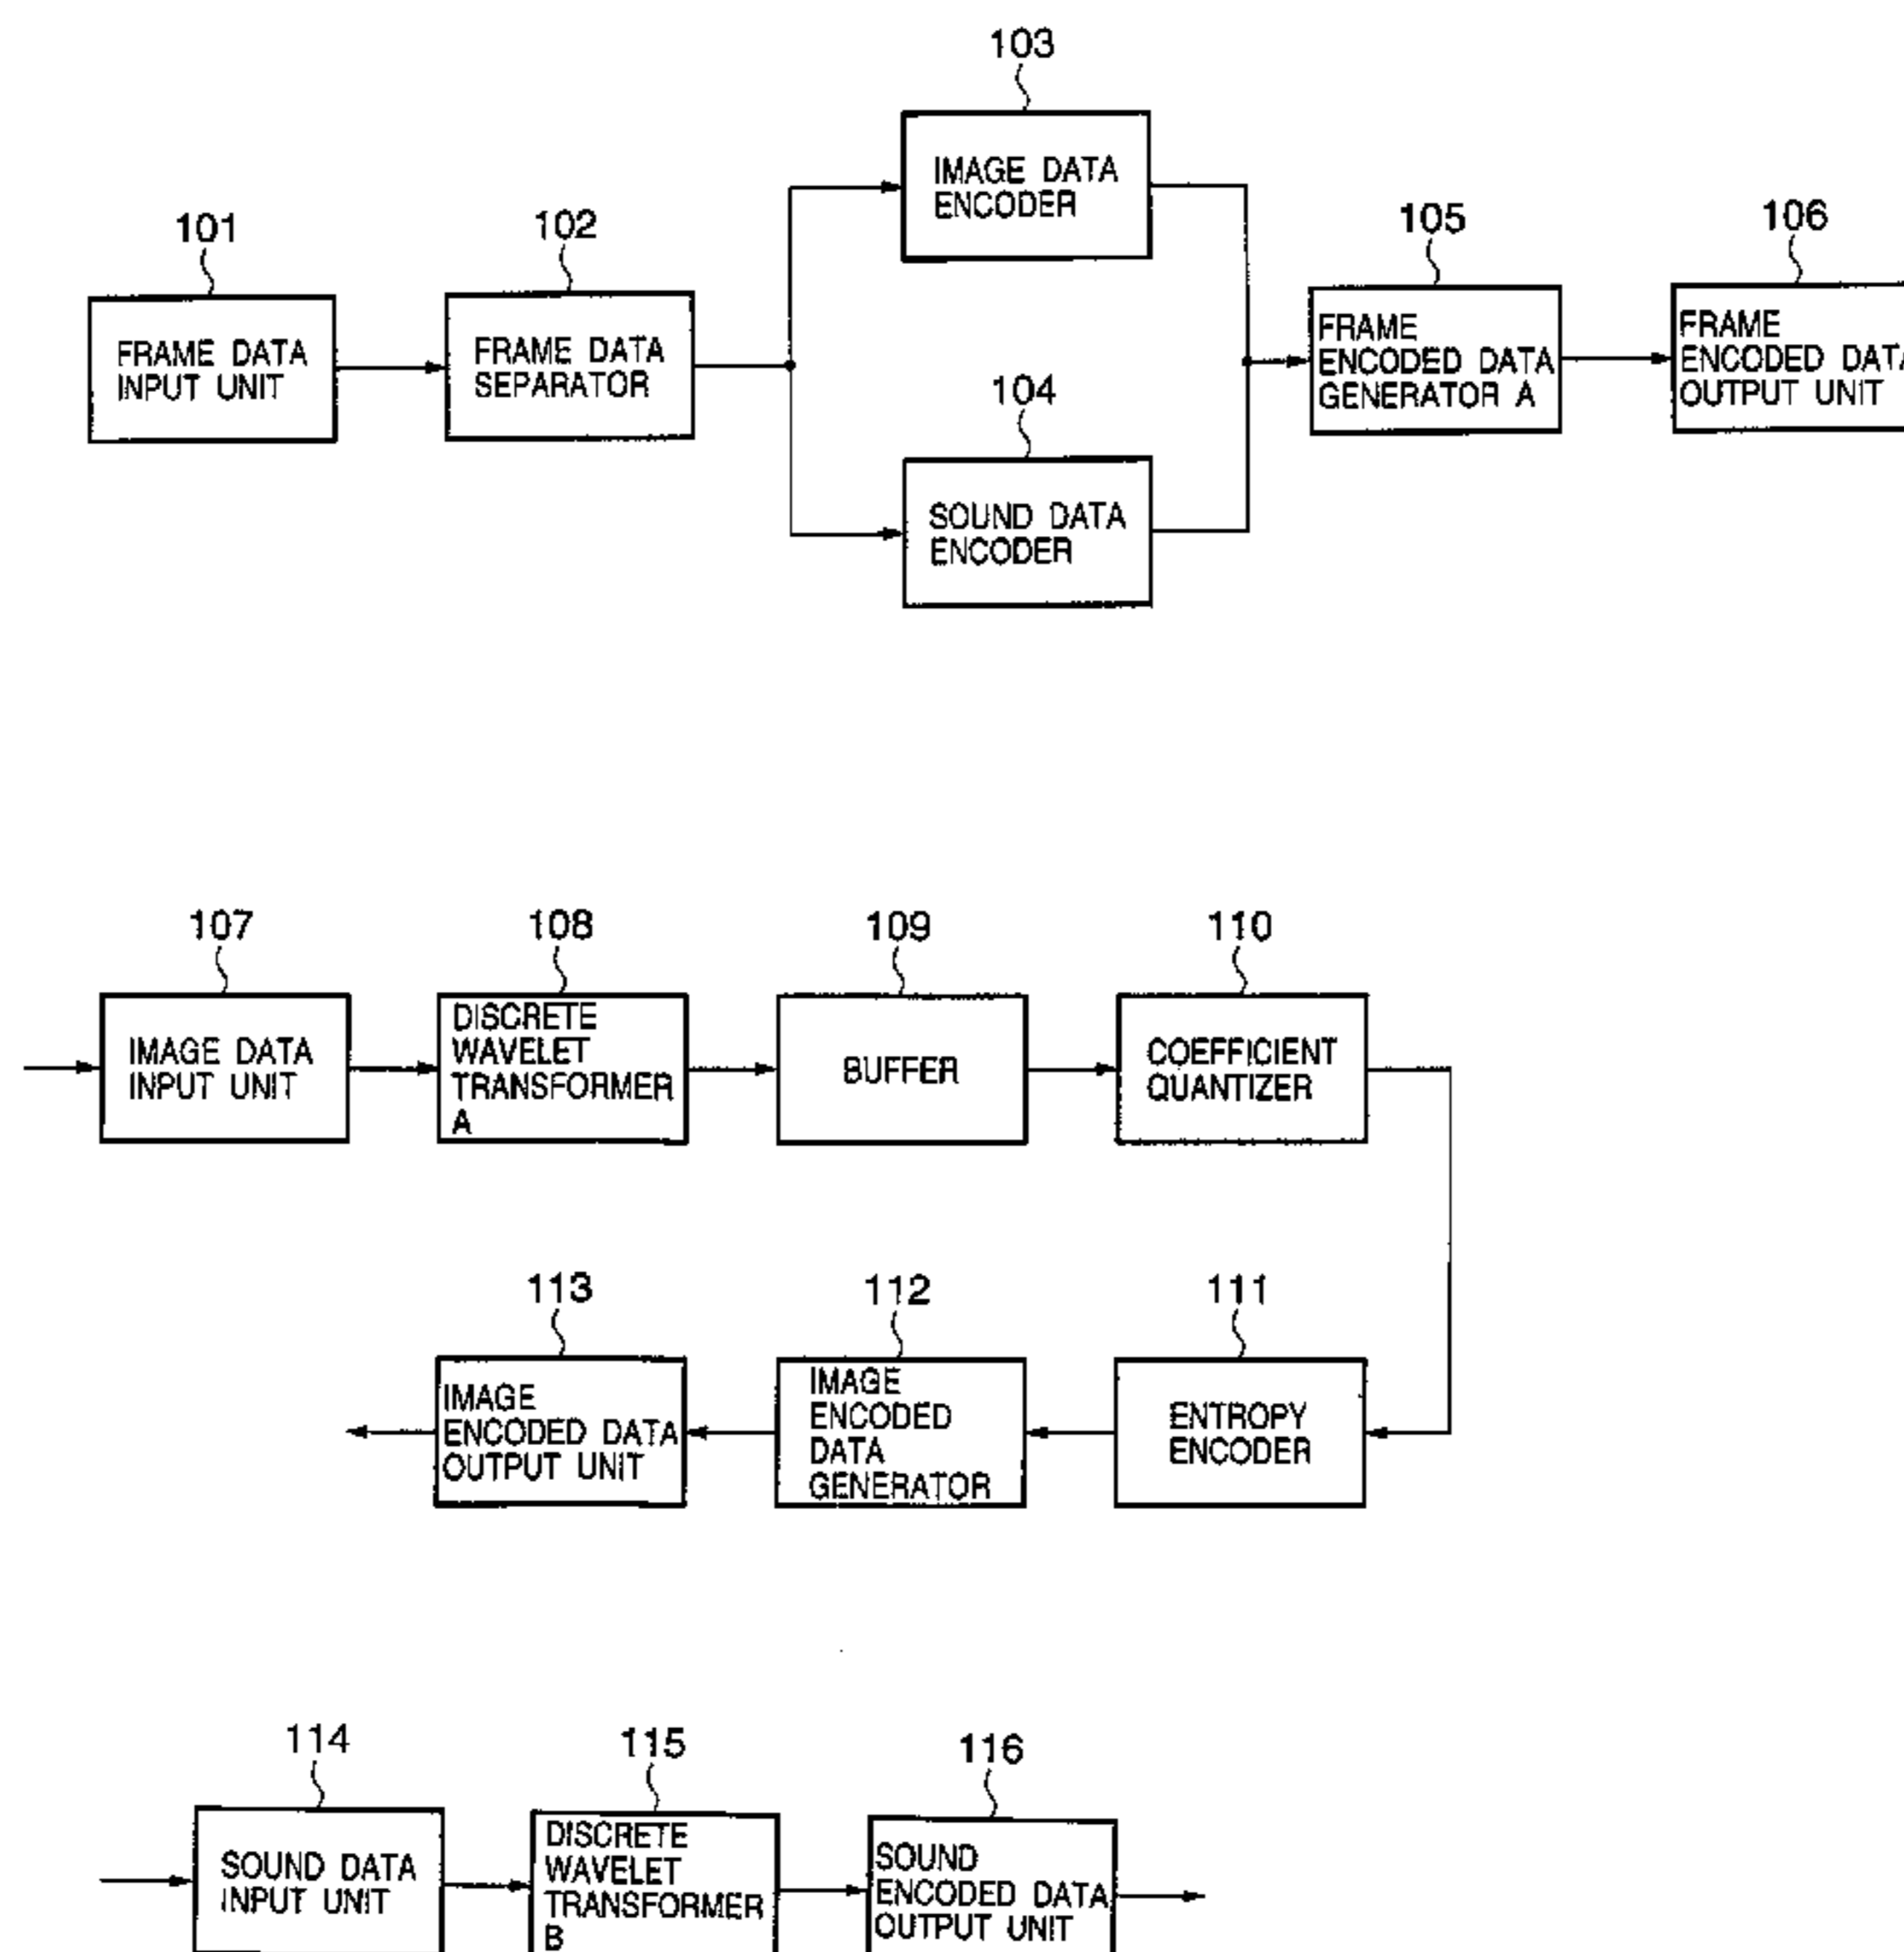 103
IMAGE DATA
ENCODER
101
FRAME DATA
INPUT UNIT
102
FRAME DATA
SEPARATOR
104
SOUND DATA
ENCODER
105
FRAME
ENCODED DATA
GENERATOR A
106
FRAME
ENCODED DATA
OUTPUT UNIT
107
IMAGE DATA
INPUT UNIT
108
DISCRETE
WAVELET
TRANSFORMER
A
109
BUFFER
110
COEFFICIENT
QUANTIZER
113
IMAGE
ENCODED DATA
OUTPUT UNIT
112
IMAGE
ENCODED
DATA
GENERATOR
111
ENTROPY
ENCODER
114
SOUND DATA
INPUT UNIT
115
DISCRETE
WAVELET
TRANSFORMER
B
116
SOUND
ENCODED DATA
OUTPUT UNIT